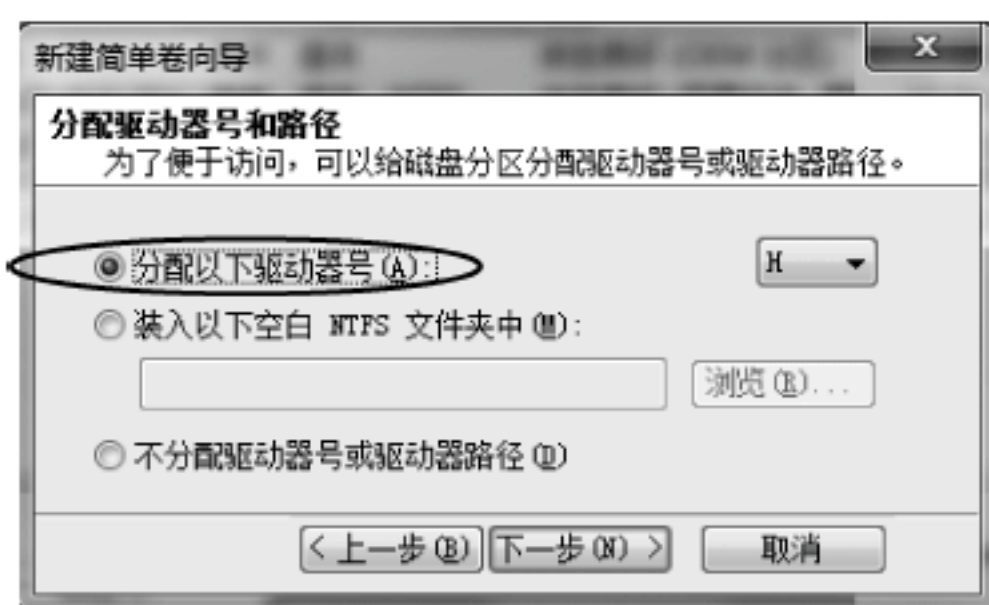 新建简单卷向导
x
分配驱动器号和路径
为了便于访问，可以给磁盘分区分配驱动器号或驱动器路径。
分配以下驱动器号(A)： H
装入以下空白 NTFS 文件夹中(M)：
浏览(R)...
不分配驱动器号或驱动器路径(D)
<上一步(B) 下一步(N) > 取消